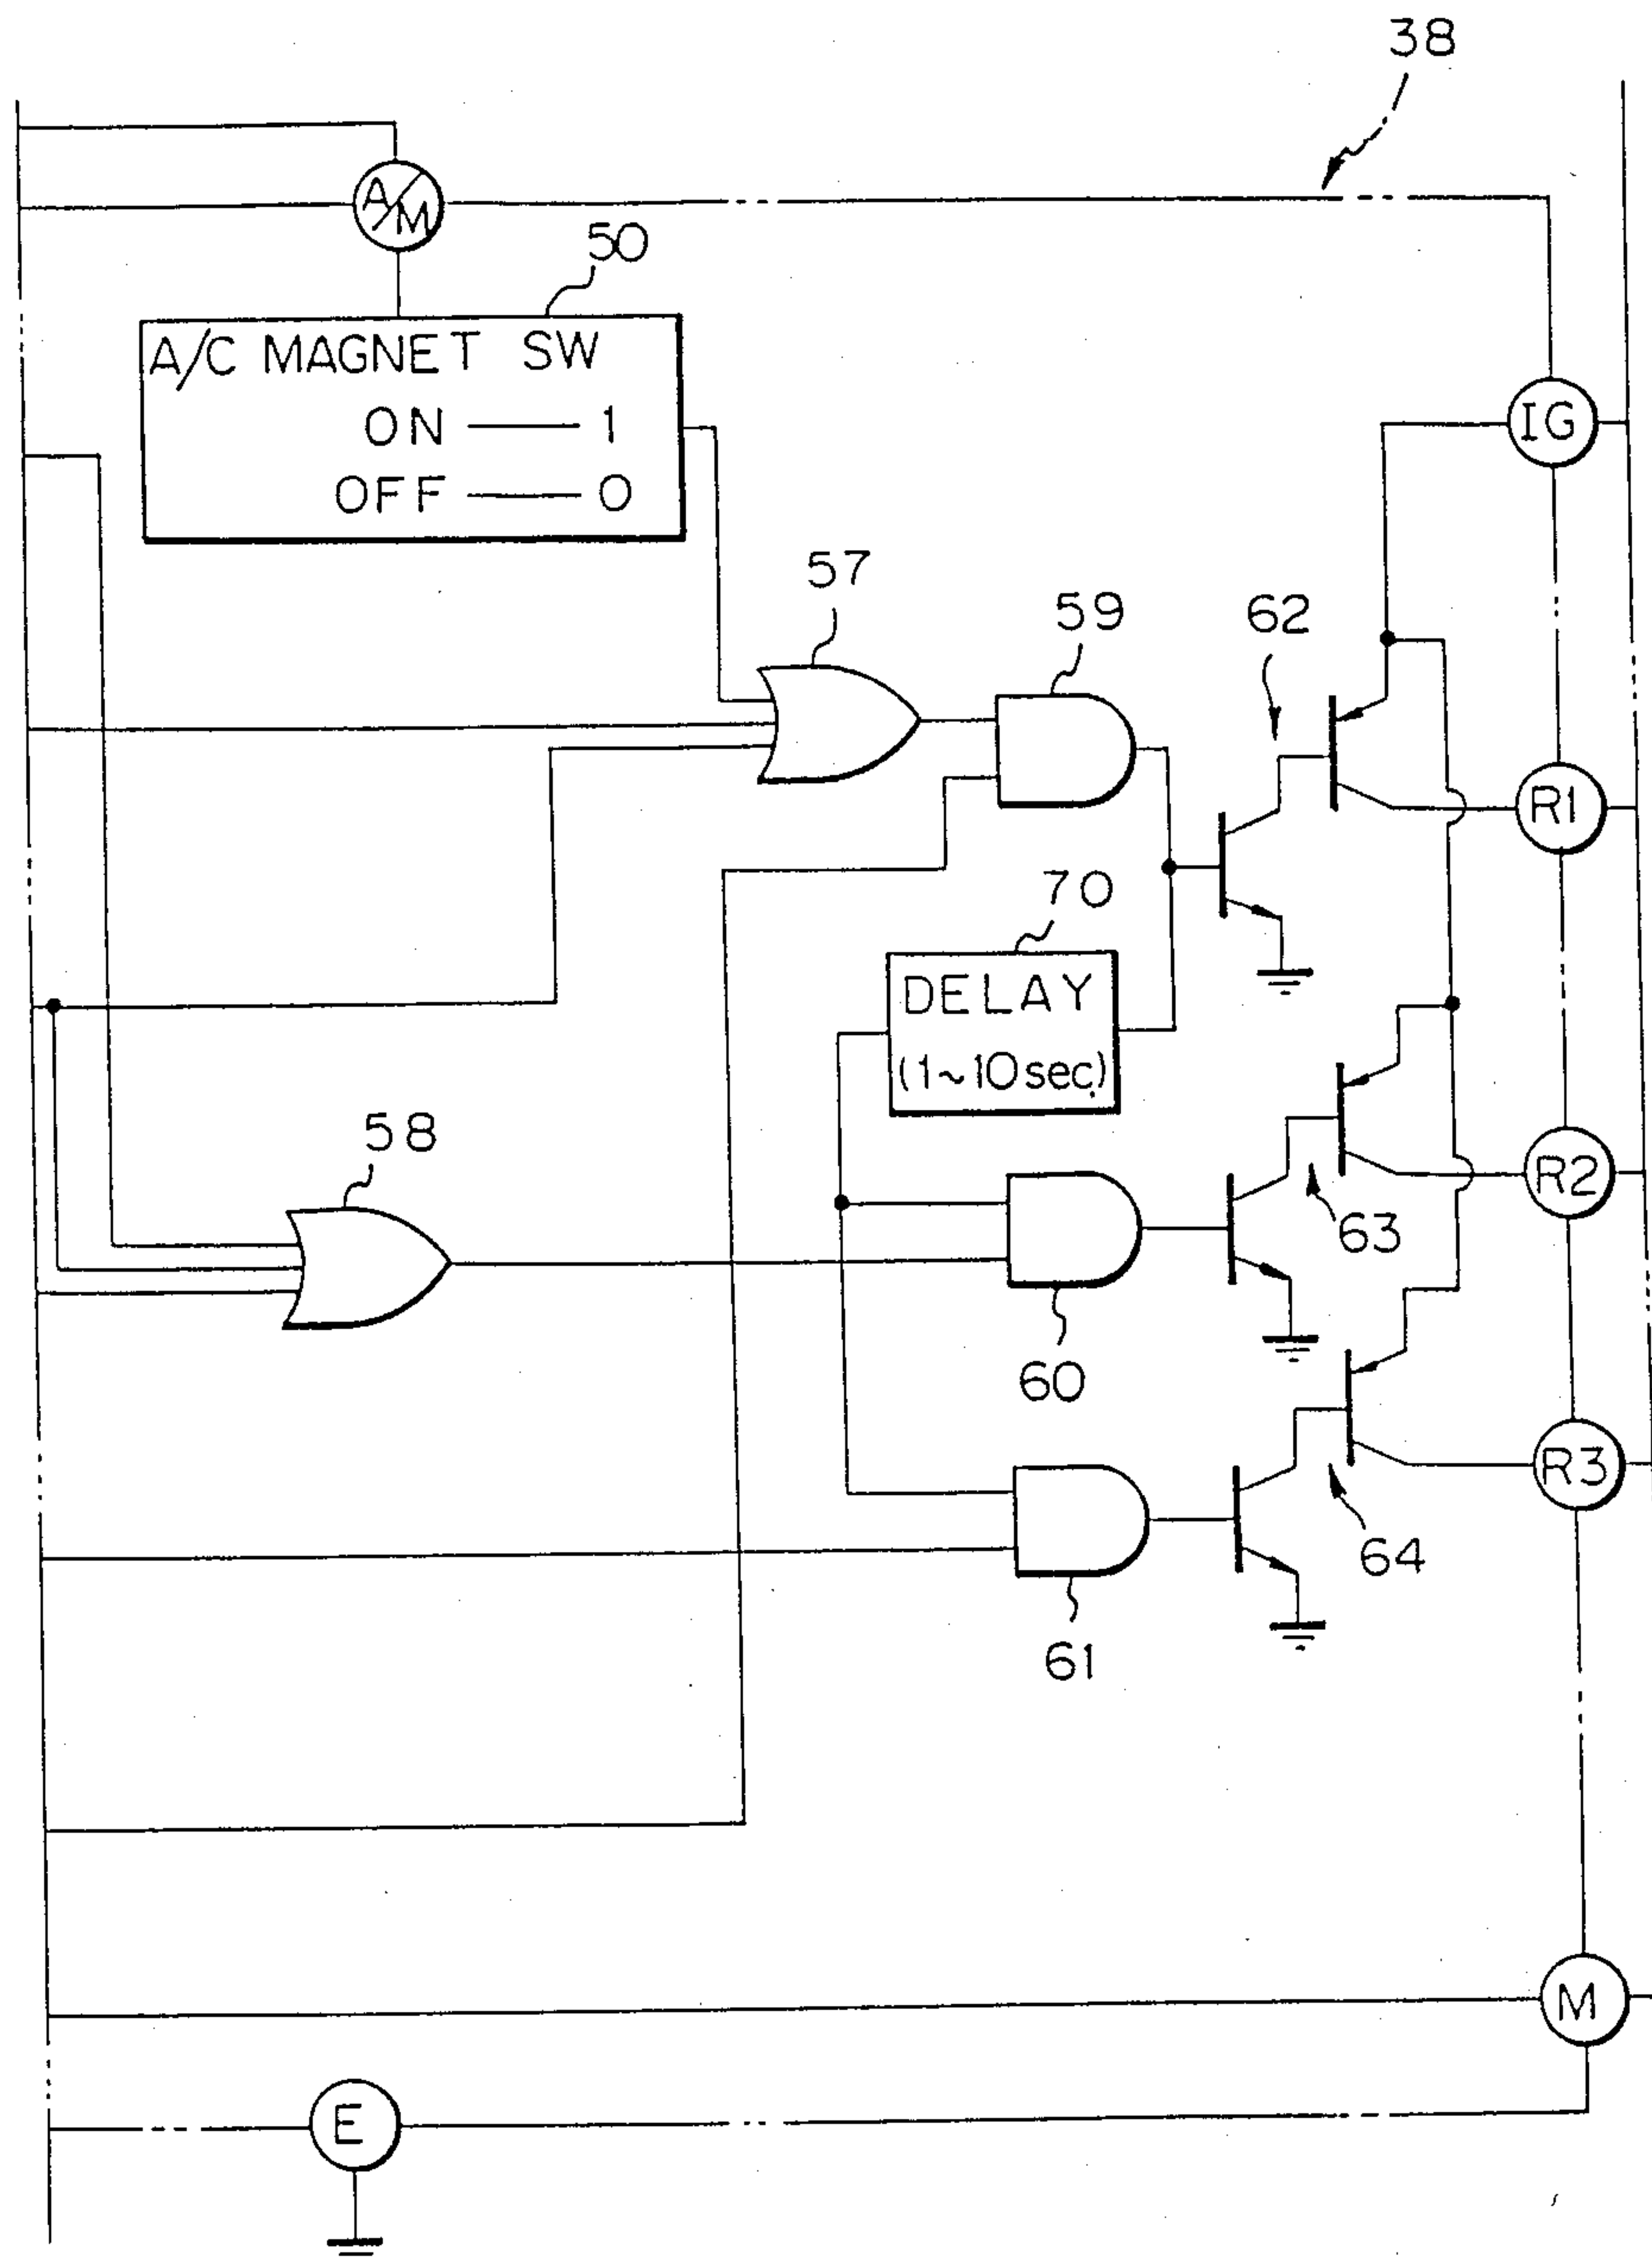 38
A/M
50
A/C MAGNET SW
ON —— 1
OFF —— 0
IG
57
59
62
R1
70
DELAY
(1~10sec.)
58
R2
63
60
R3
64
61
M
E